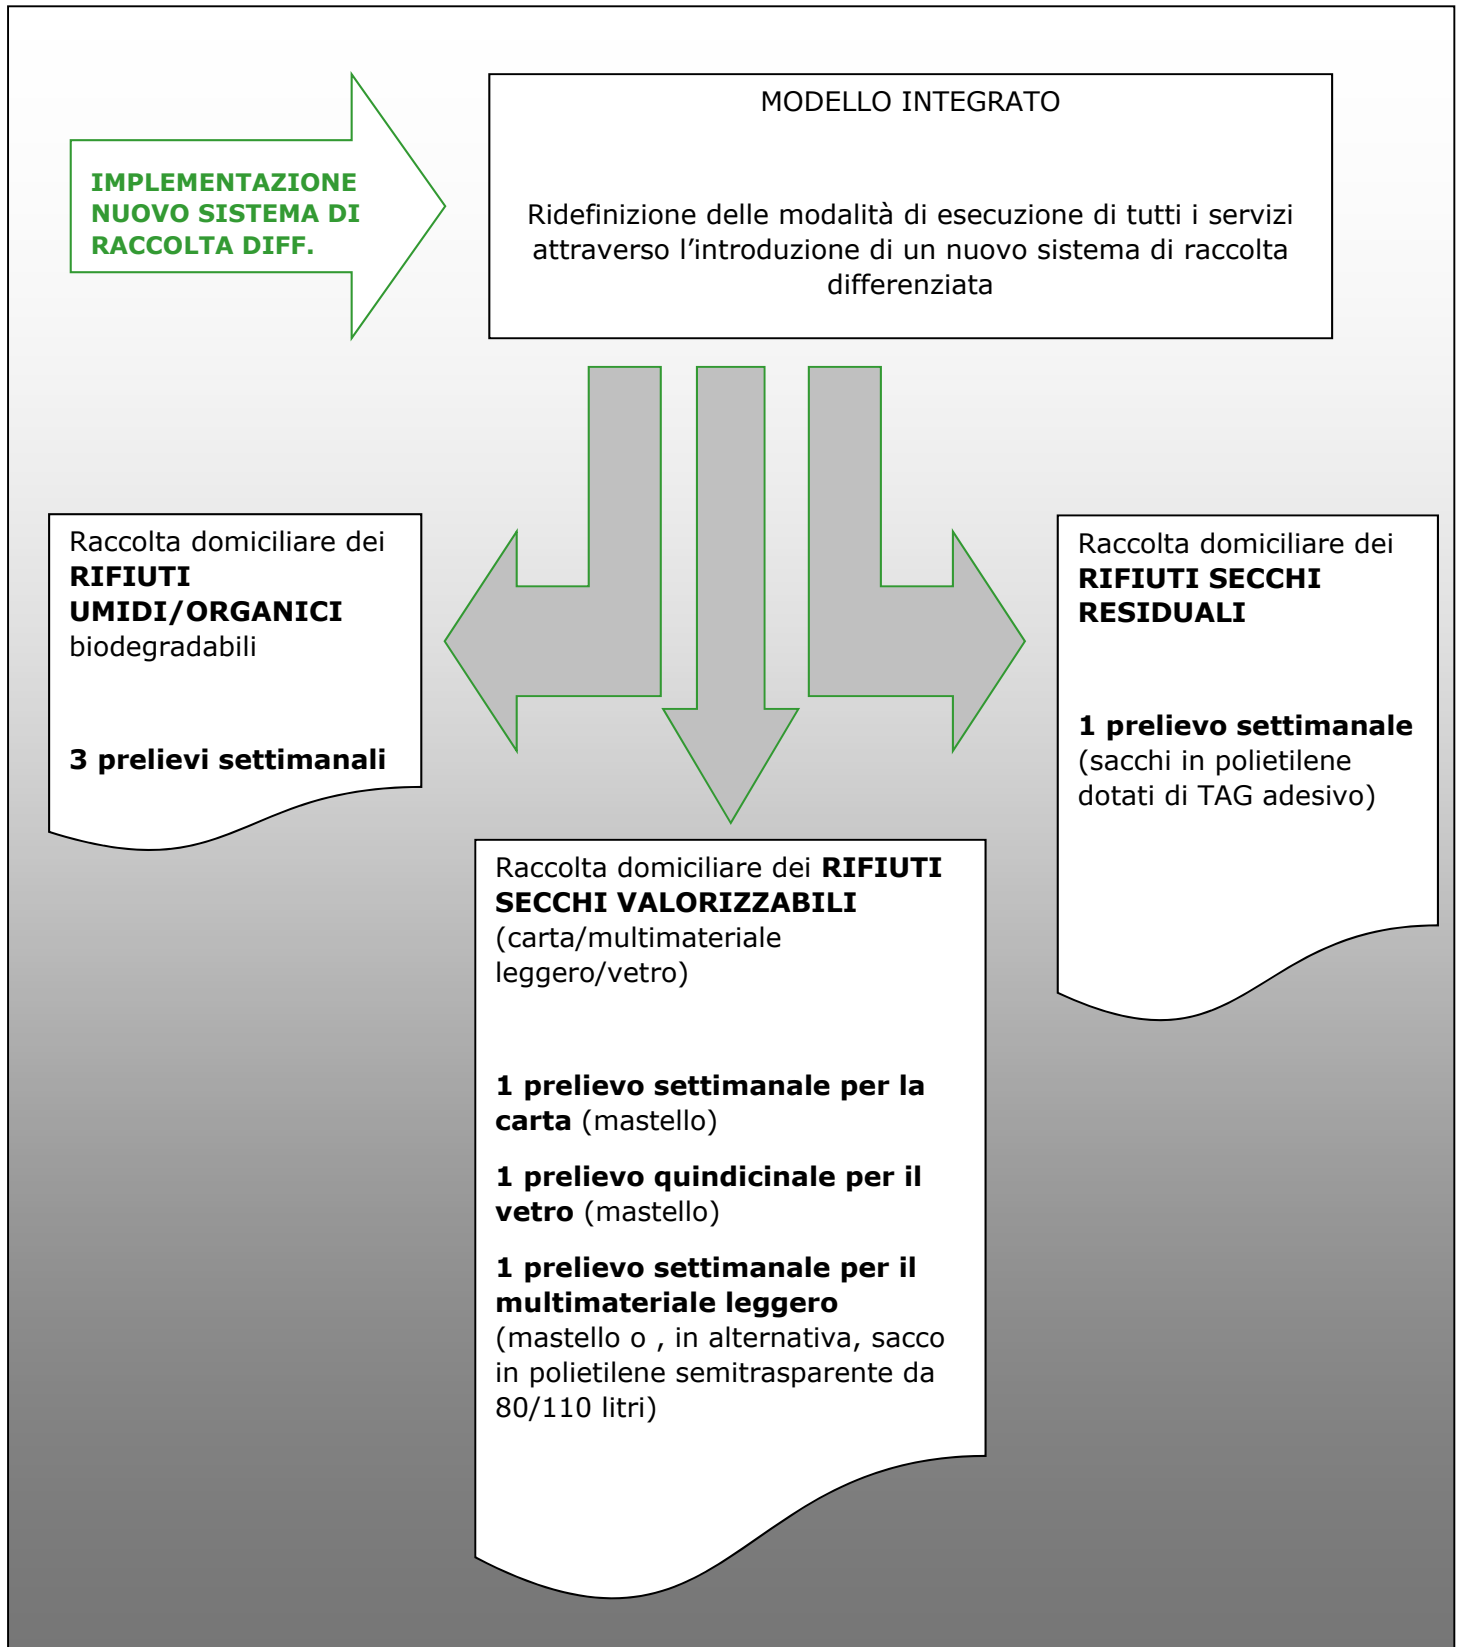 IMPLEMENTAZIONE
NUOVO SISTEMA DI
RACCOLTA DIFF.
MODELLO INTEGRATO
Ridefinizione delle modalità di esecuzione di tutti i servizi
attraverso l’introduzione di un nuovo sistema di raccolta
differenziata
Raccolta domiciliare dei
RIFIUTI
UMIDI/ORGANICI
biodegradabili
3 prelievi settimanali
Raccolta domiciliare dei
RIFIUTI SECCHI
RESIDUALI
1 prelievo settimanale
(sacchi in polietilene
dotati di TAG adesivo)
Raccolta domiciliare dei RIFIUTI
SECCHI VALORIZZABILI
(carta/multimateriale
leggero/vetro)
1 prelievo settimanale per la
carta (mastello)
1 prelievo quindicinale per il
vetro (mastello)
1 prelievo settimanale per il
multimateriale leggero
(mastello o , in alternativa, sacco
in polietilene semitrasparente da
80/110 litri)